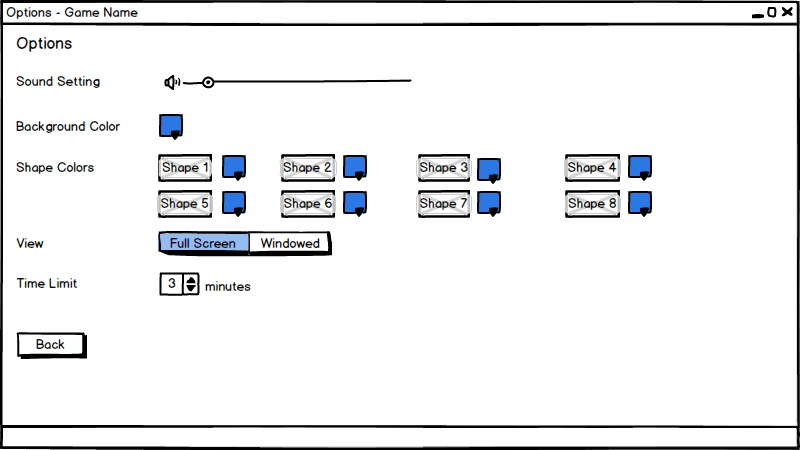 Options - Game Name
Options
Sound Setting
Background Color
Shape Colors
Shape 1 Shape 2 Shape 3 Shape 4
Shape 5 Shape 6 Shape 7 Shape 8
View Full Screen Windowed
Time Limit 3 minutes
Back